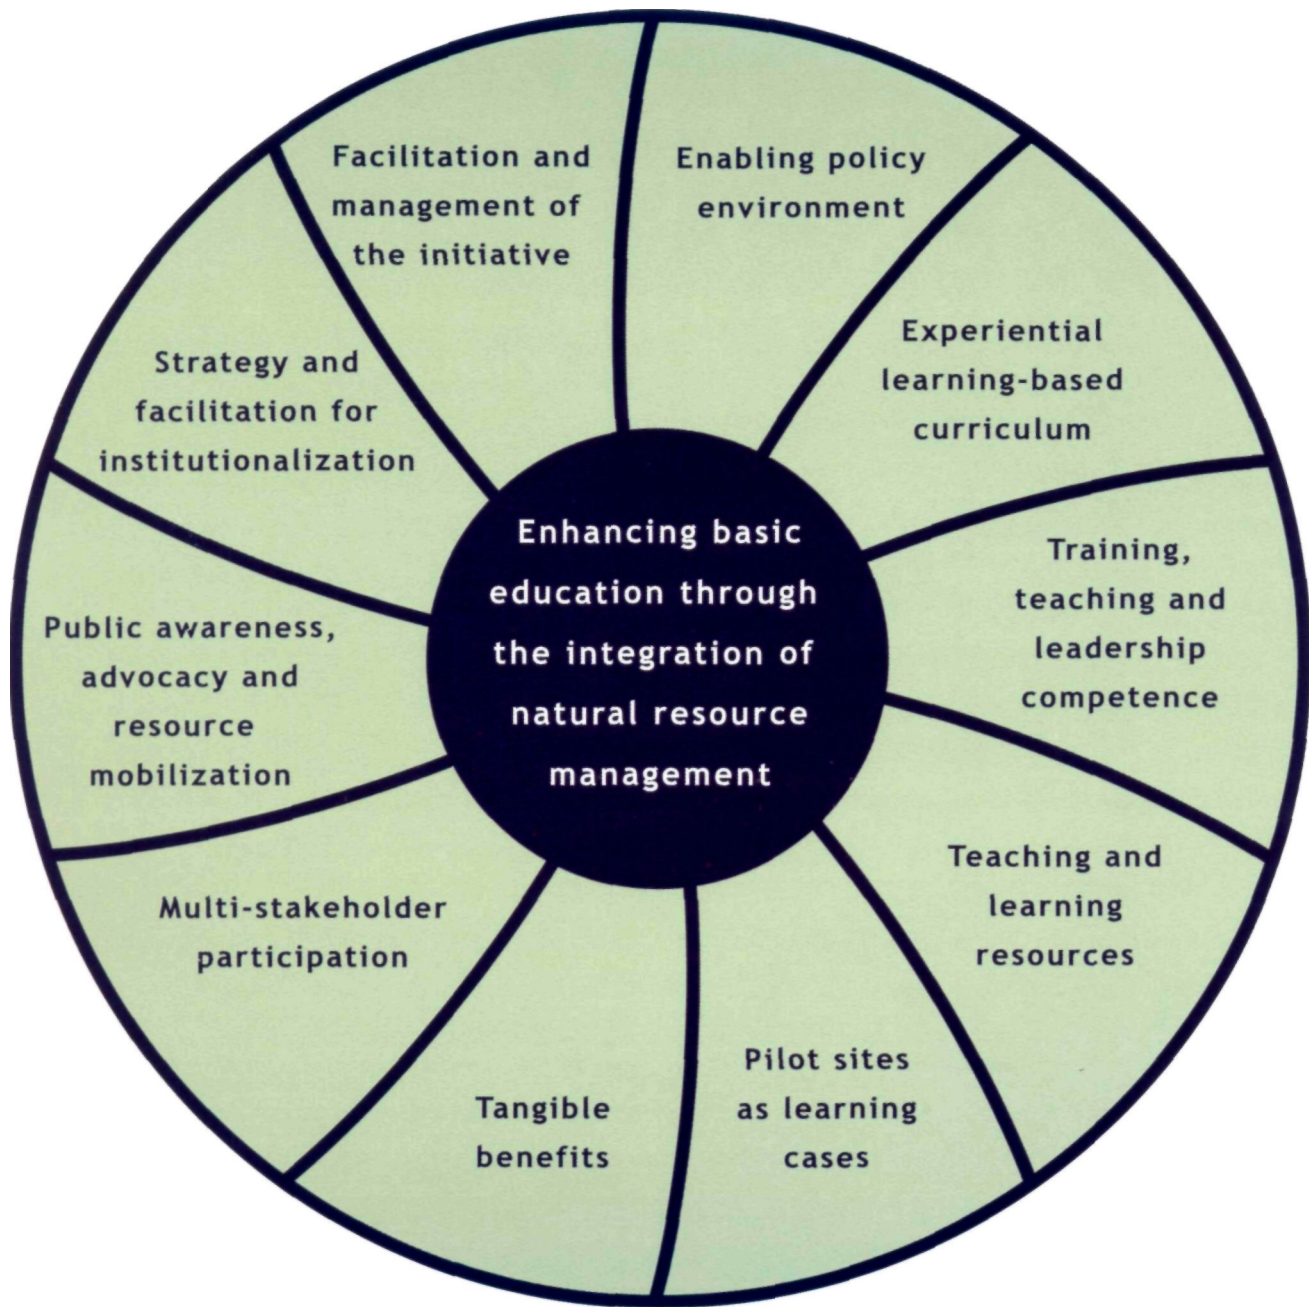 Facilitation and
management of
the initiative
Enabling policy
environment
Experiential
learning-based
curriculum
Training,
teaching and
leadership
competence
Teaching and
learning
resources
Pilot sites
as learning
cases
Tangible
benefits
Multi-stakeholder
participation
Public awareness,
advocacy and
resource
mobilization
Strategy and
facilitation for
institutionalization
Enhancing basic
education through
the integration of
natural resource
management